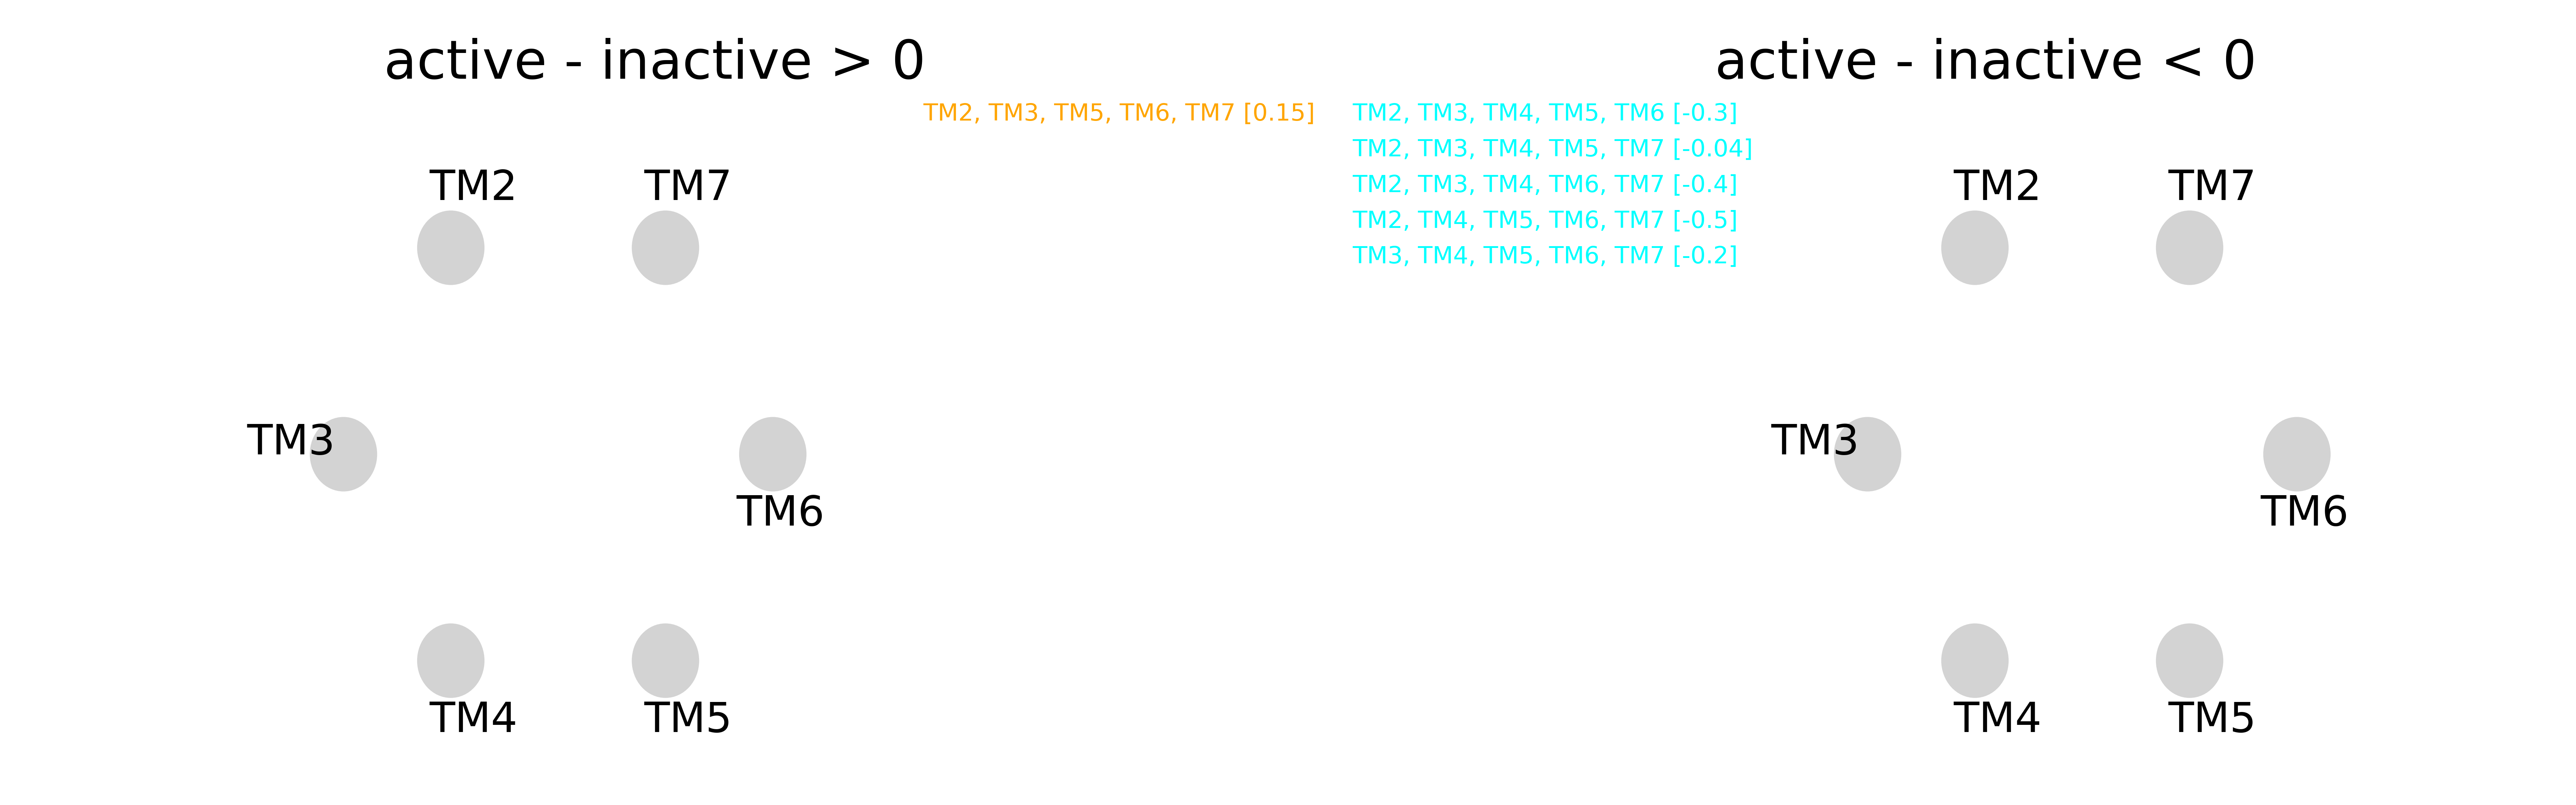 active - inactive > 0
TM2, TM3, TM5, TM6, TM7 [0.15]
TM2
TM7
TM3
TM6
TM4
TM5
active - inactive < 0
TM2, TM3, TM4, TM5, TM6 [-0.3]
TM2, TM3, TM4, TM5, TM7 [-0.04]
TM2, TM3, TM4, TM6, TM7 [-0.4]
TM2, TM4, TM5, TM6, TM7 [-0.5]
TM3, TM4, TM5, TM6, TM7 [-0.2]
TM2
TM7
TM3
TM6
TM4
TM5